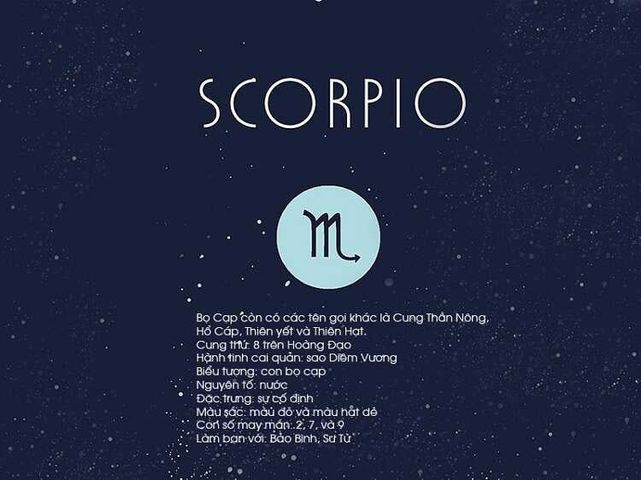 SCORPIO
Bọ Cạp còn có các tên gọi khác là Cung Thần Nông,
Hổ Cáp, Thiên yết và Thiên Hạt.
Cung thứ: 8 trên Hoàng Đạo
Hành tinh cai quản: sao Diêm Vương
Biểu tượng: con bọ cạp
Nguyên tố: nước
Đặc trưng: sự cố định
Màu sắc: màu đỏ và màu hạt dẻ
Con số may mắn: 2, 7, và 9
Làm bạn với: Bảo Bình, Sư Tử